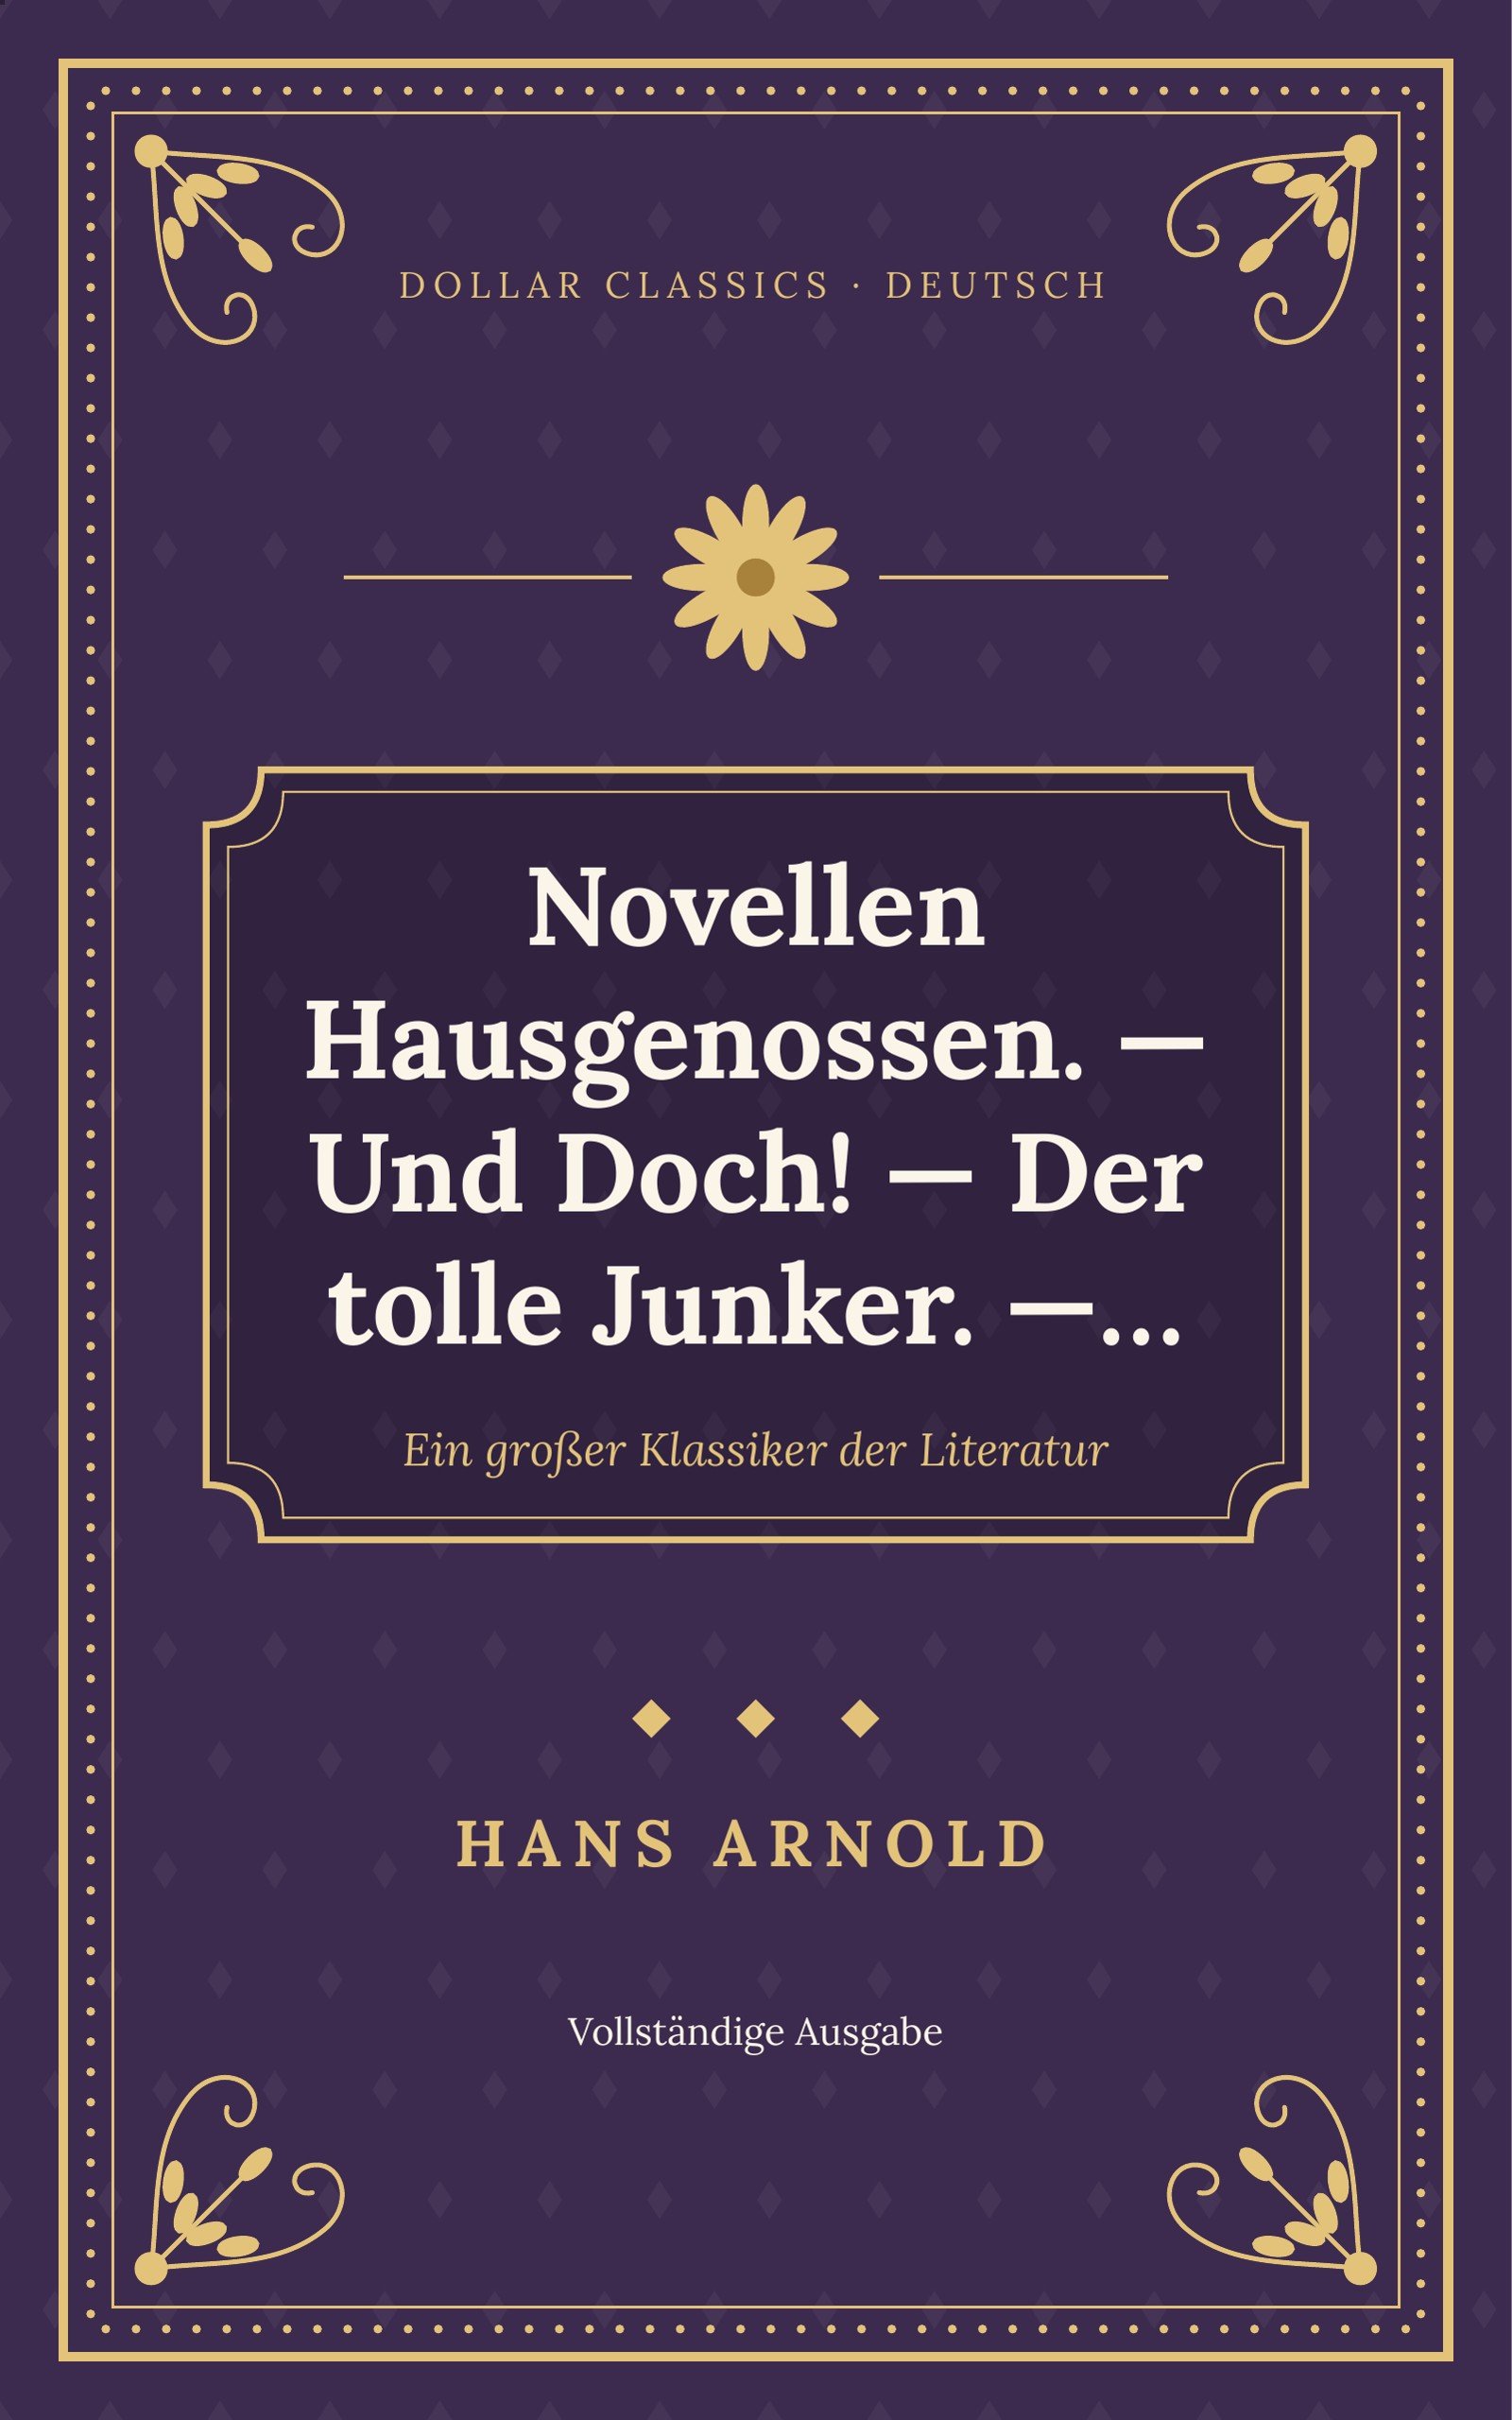 DOLLAR CLASSICS · DEUTSCH
Novellen
Hausgenossen. —
Und Doch! — Der
tolle Junker. —...
Ein großer Klassiker der Literatur
HANS ARNOLD
Vollständige Ausgabe